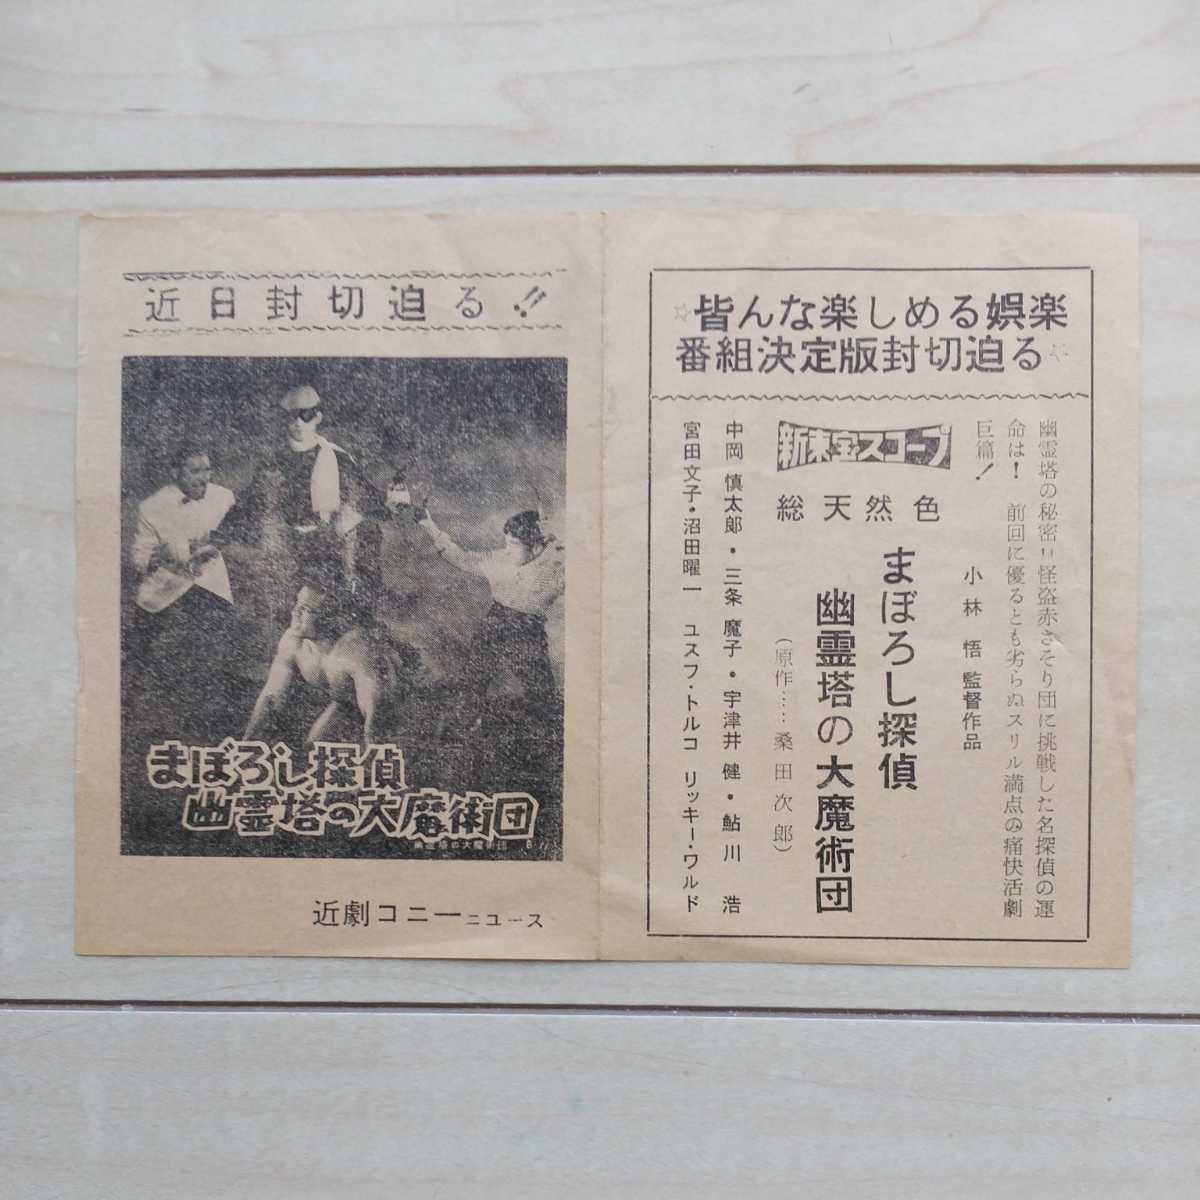 皆んな楽しめる娯楽
番組決定版封切迫る
幽霊塔の秘密!!怪盗赤さそり団に挑戦した名探偵の運
命は! 前回に優るとも劣らぬスリル満点の痛快活劇
巨篇!
小林 悟 監督作品
新東宝スコープ
総天然色
まぼろし探偵
幽霊塔の大魔術団
(原作……桑田次郎)
中岡 慎太郎・三条 魔子・宇津井 健・鮎川 浩
宮田文子・沼田曜一 ユスフ・トルコ リッキー・ワルド
近日封切迫る!!
まぼろし探偵
幽霊塔の大魔術団
幽霊塔の大魔術団
近劇コニーニュース